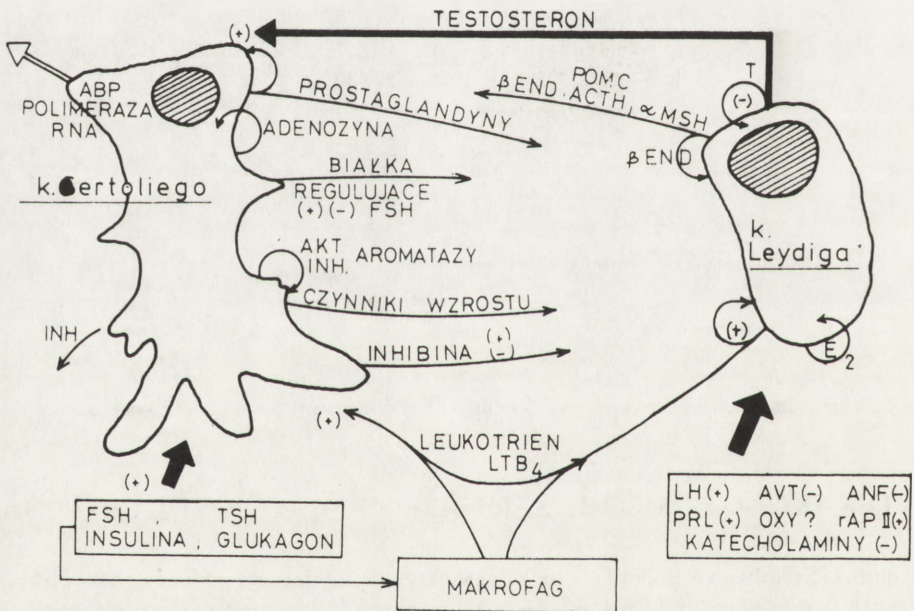 TESTOSTERON
(+)
T
(-)
ABP
POLIMERAZA
RNA
PROSTAGLANDYNY
POMC
βEND, ACTH, αMSH
ADENOZYNA
βEND
BIAŁKA
REGULUJĄCE
(+) (-) FSH
k. Sertoliego
k.
Leydiga
AKT.
INH. AROMATAZY
CZYNNIKI WZROSTU
INH
INHIBINA (+)
(-)
(+)
E2
(+)
LEUKOTRIEN
LTB4
(+)
FSH, TSH
INSULINA, GLUKAGON
LH(+) AVT(-) ANF(-)
PRL(+) OXY? rAP II(+)
KATECHOLAMINY (-)
MAKROFAG